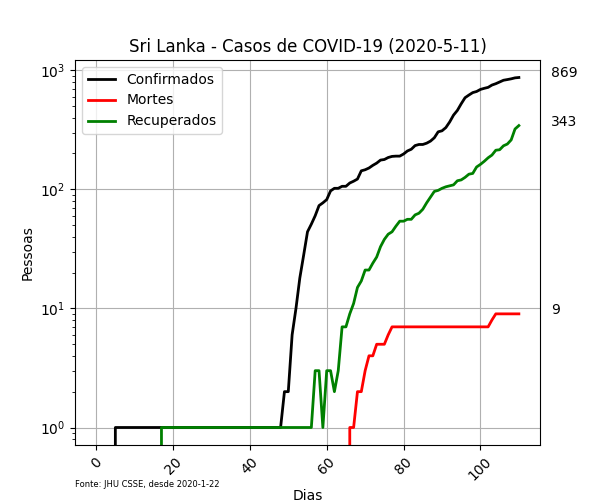 Sri Lanka - Casos de COVID-19 (2020-5-11)
Confirmados
Mortes
Recuperados
10³
10²
10¹
10⁰
869
343
9
Pessoas
0
20
40
60
80
100
Dias
Fonte: JHU CSSE, desde 2020-1-22